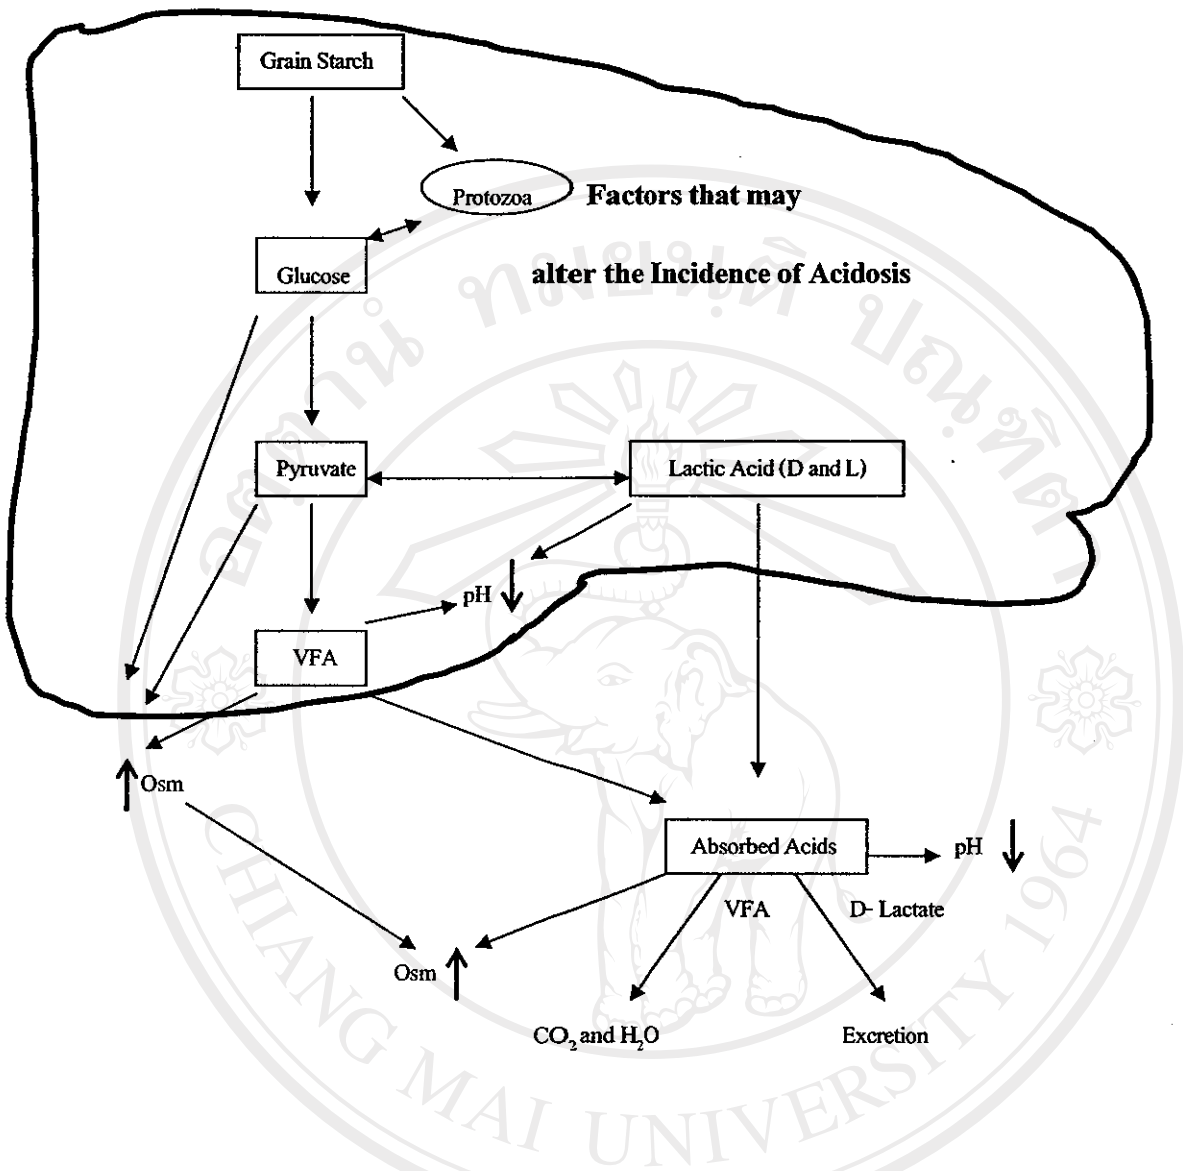 Grain Starch
Protozoa
Factors that may
Glucose
alter the Incidence of Acidosis
Pyruvate
Lactic Acid (D and L)
pH
VFA
Osm
Absorbed Acids
pH
VFA
D- Lactate
Osm
CO₂ and H₂O
Excretion
CHIANG MAI UNIVERSITY 1964